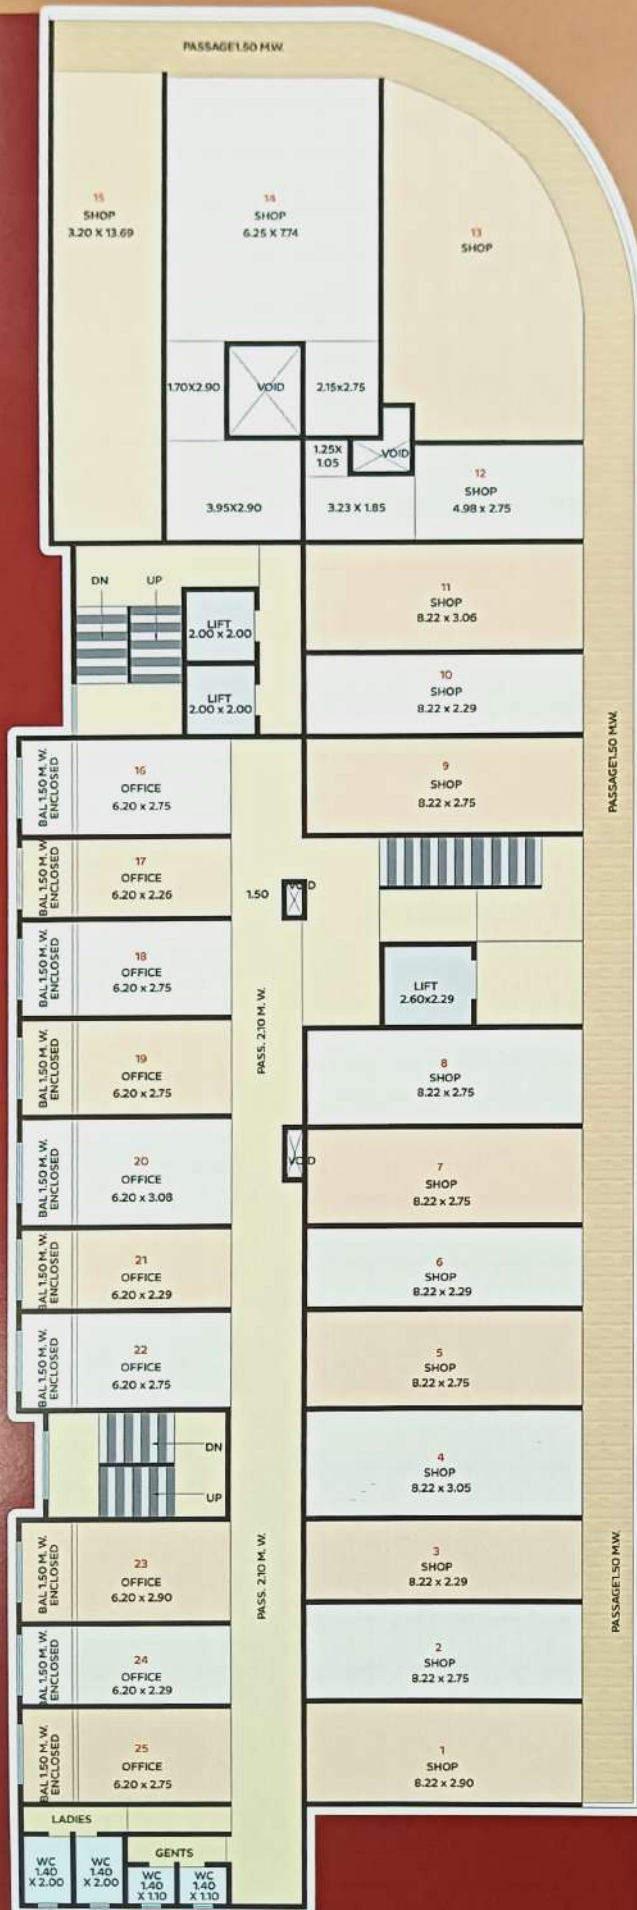 PASSAGE1.50 M.W.
15
SHOP
3.20 X 13.69
14
SHOP
6.25 X 7.74
13
SHOP
1.70X2.90
VOID
2.15x2.75
1.25X
1.05
VOID
12
SHOP
4.98 x 2.75
3.95X2.90
3.23 X 1.85
DN
UP
LIFT
2.00 x 2.00
LIFT
2.00 x 2.00
11
SHOP
8.22 x 3.06
10
SHOP
8.22 x 2.29
9
SHOP
8.22 x 2.75
PASSAGE1.50 M.W.
BAL 1.50 M. W.
ENCLOSED
16
OFFICE
6.20 x 2.75
BAL 1.50 M. W.
ENCLOSED
17
OFFICE
6.20 x 2.26
1.50
VOID
BAL 1.50 M. W.
ENCLOSED
18
OFFICE
6.20 x 2.75
LIFT
2.60x2.29
PASS. 2.10 M. W.
BAL 1.50 M. W.
ENCLOSED
19
OFFICE
6.20 x 2.75
8
SHOP
8.22 x 2.75
BAL 1.50 M. W.
ENCLOSED
20
OFFICE
6.20 x 3.08
VOID
7
SHOP
8.22 x 2.75
BAL 1.50 M. W.
ENCLOSED
21
OFFICE
6.20 x 2.29
6
SHOP
8.22 x 2.29
BAL 1.50 M. W.
ENCLOSED
22
OFFICE
6.20 x 2.75
5
SHOP
8.22 x 2.75
DN
UP
4
SHOP
8.22 x 3.05
BAL 1.50 M. W.
ENCLOSED
23
OFFICE
6.20 x 2.90
PASS. 2.10 M. W.
3
SHOP
8.22 x 2.29
PASSAGE1.50 M.W.
BAL 1.50 M. W.
ENCLOSED
24
OFFICE
6.20 x 2.29
2
SHOP
8.22 x 2.75
BAL 1.50 M. W.
ENCLOSED
25
OFFICE
6.20 x 2.75
1
SHOP
8.22 x 2.90
LADIES
GENTS
WC
1.40
X 2.00
WC
1.40
X 2.00
WC
1.40
X 1.10
WC
1.40
X 1.10